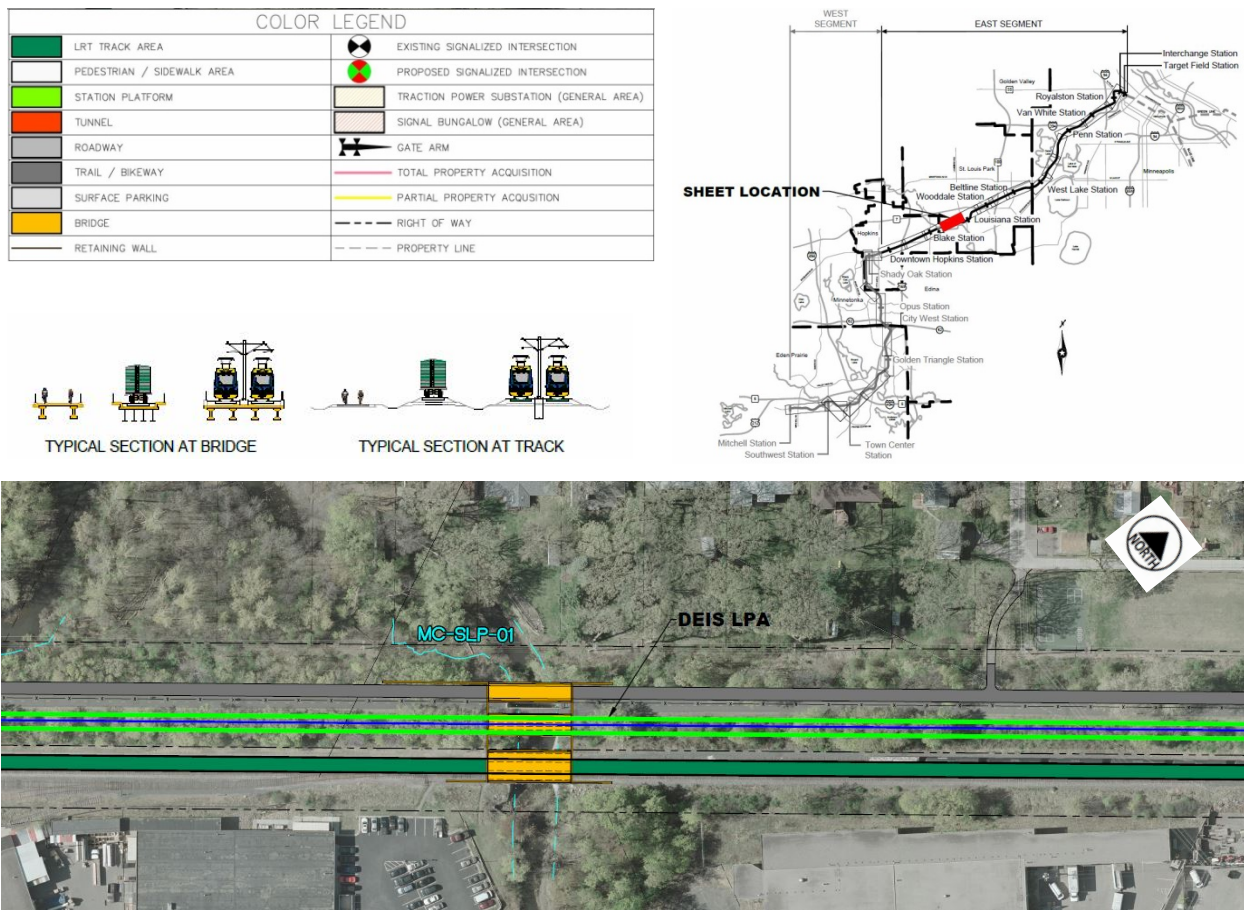 COLOR LEGEND
LRT TRACK AREA
EXISTING SIGNALIZED INTERSECTION
PEDESTRIAN / SIDEWALK AREA
PROPOSED SIGNALIZED INTERSECTION
STATION PLATFORM
TRACTION POWER SUBSTATION (GENERAL AREA)
TUNNEL
SIGNAL BUNGALOW (GENERAL AREA)
ROADWAY
GATE ARM
TRAIL / BIKEWAY
TOTAL PROPERTY ACQUISITION
SURFACE PARKING
PARTIAL PROPERTY ACQUSITION
BRIDGE
RIGHT OF WAY
RETAINING WALL
PROPERTY LINE
TYPICAL SECTION AT BRIDGE
TYPICAL SECTION AT TRACK
WEST
SEGMENT
EAST SEGMENT
Interchange Station
Target Field Station
Golden Valley
Royalston Station
Van White Station
Penn Station
Minneapolis
St. Louis Park
Beltline Station
West Lake Station
Wooddale Station
SHEET LOCATION
Louisiana Station
Hopkins
Blake Station
Downtown Hopkins Station
Shady Oak Station
Edina
Minnetonka
Opus Station
City West Station
Eden Prairie
Golden Triangle Station
Mitchell Station
Southwest Station
Town Center
Station
NORTH
DEIS LPA
MC-SLP-01